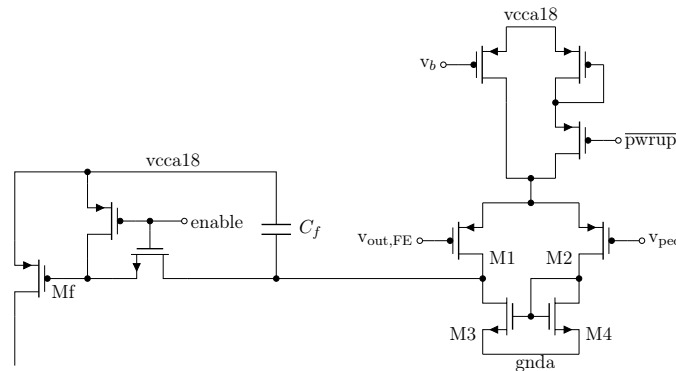 vcca18
v_b
pwrup
vcca18
enable
C_f
v_out,FE
M1
M2
Mf
M3
M4
gnda